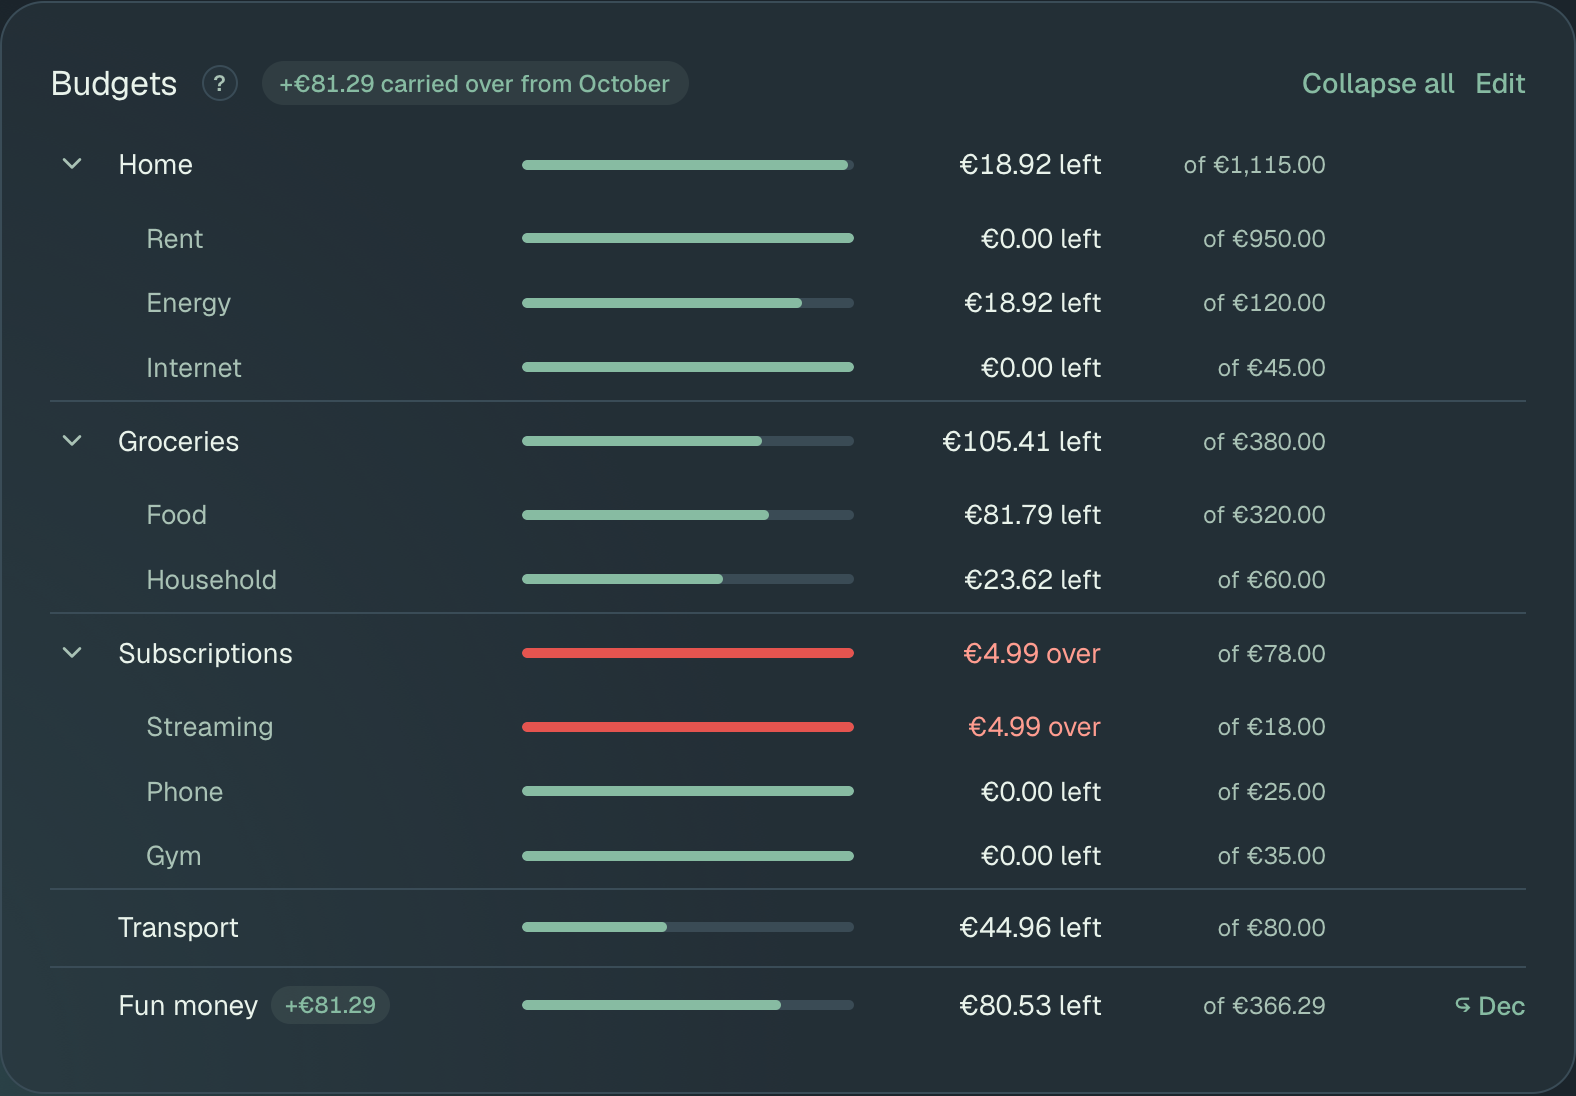 Budgets ? +€81.29 carried over from October Collapse all Edit
Home €18.92 left of €1,115.00
Rent €0.00 left of €950.00
Energy €18.92 left of €120.00
Internet €0.00 left of €45.00
Groceries €105.41 left of €380.00
Food €81.79 left of €320.00
Household €23.62 left of €60.00
Subscriptions €4.99 over of €78.00
Streaming €4.99 over of €18.00
Phone €0.00 left of €25.00
Gym €0.00 left of €35.00
Transport €44.96 left of €80.00
Fun money +€81.29 €80.53 left of €366.29 Dec